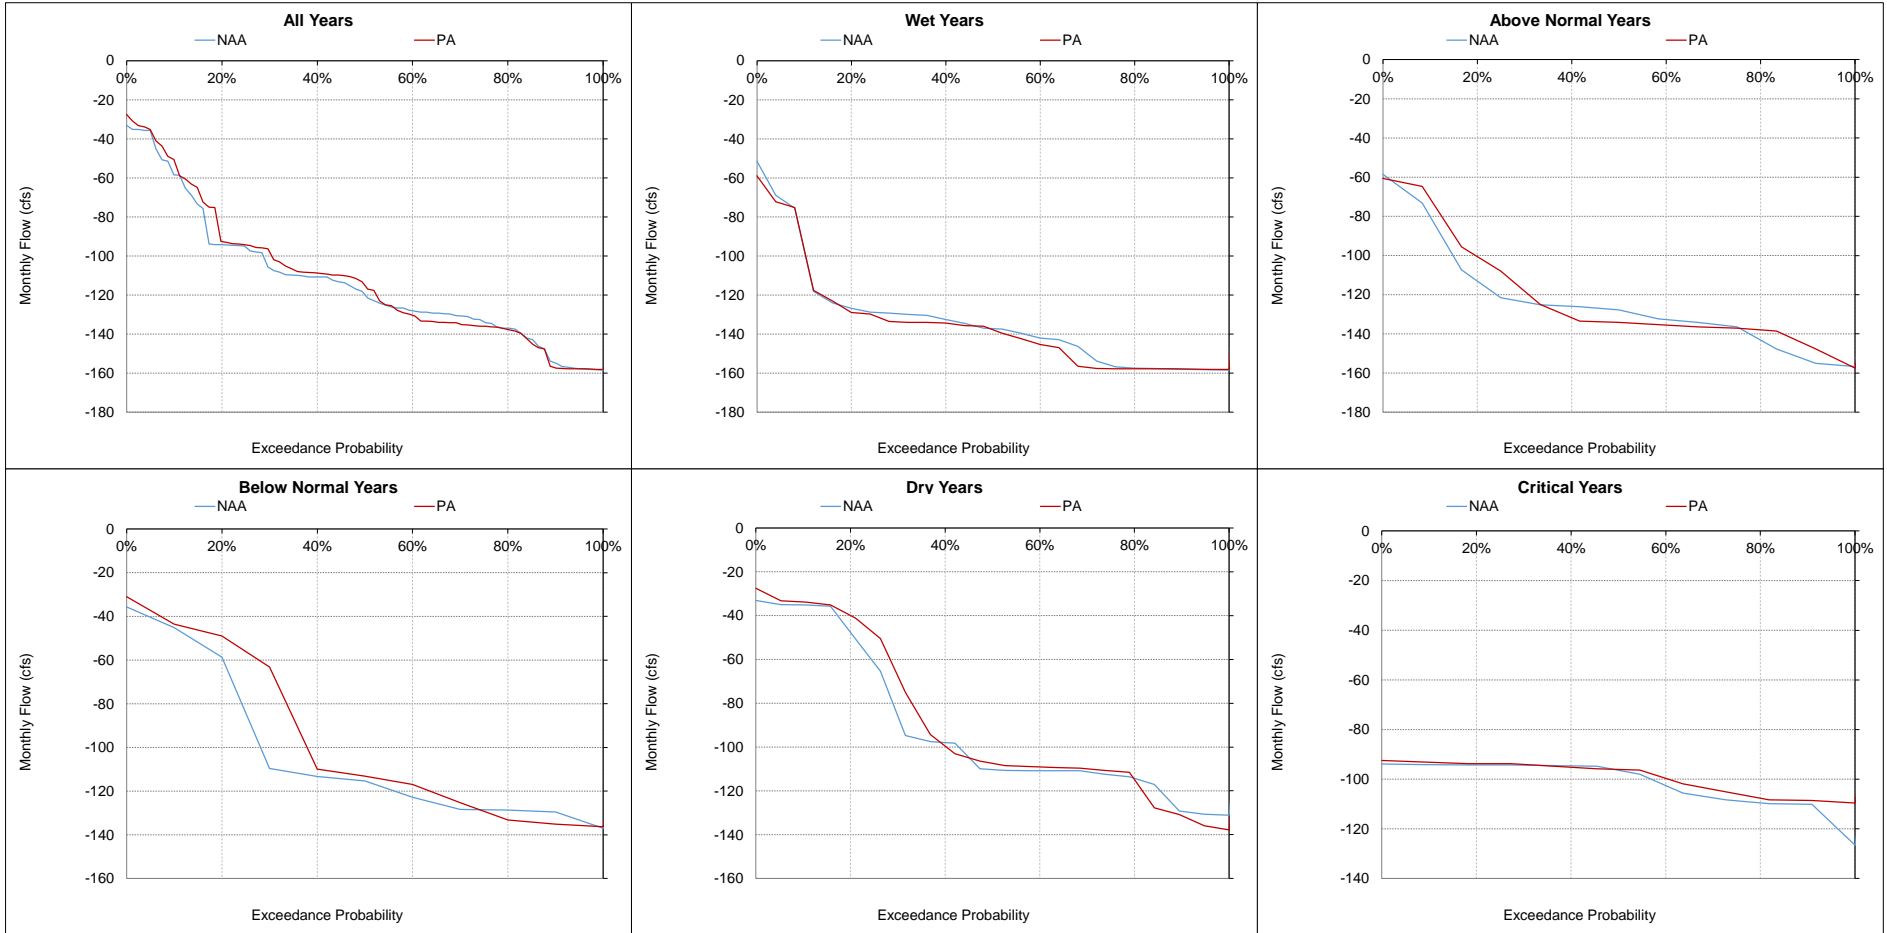 All Years
NAA PA
0
0% 20% 40% 60% 80% 100%
-20
-40
-60
-80
-100
-120
-140
-160
-180
Monthly Flow (cfs)
Exceedance Probability
Wet Years
NAA PA
0
0% 20% 40% 60% 80% 100%
-20
-40
-60
-80
-100
-120
-140
-160
-180
Monthly Flow (cfs)
Exceedance Probability
Above Normal Years
NAA PA
0
0% 20% 40% 60% 80% 100%
-20
-40
-60
-80
-100
-120
-140
-160
-180
Monthly Flow (cfs)
Exceedance Probability
Below Normal Years
NAA PA
0
0% 20% 40% 60% 80% 100%
-20
-40
-60
-80
-100
-120
-140
-160
Monthly Flow (cfs)
Exceedance Probability
Dry Years
NAA PA
0
0% 20% 40% 60% 80% 100%
-20
-40
-60
-80
-100
-120
-140
-160
Monthly Flow (cfs)
Exceedance Probability
Critical Years
NAA PA
0
0% 20% 40% 60% 80% 100%
-20
-40
-60
-80
-100
-120
-140
Monthly Flow (cfs)
Exceedance Probability